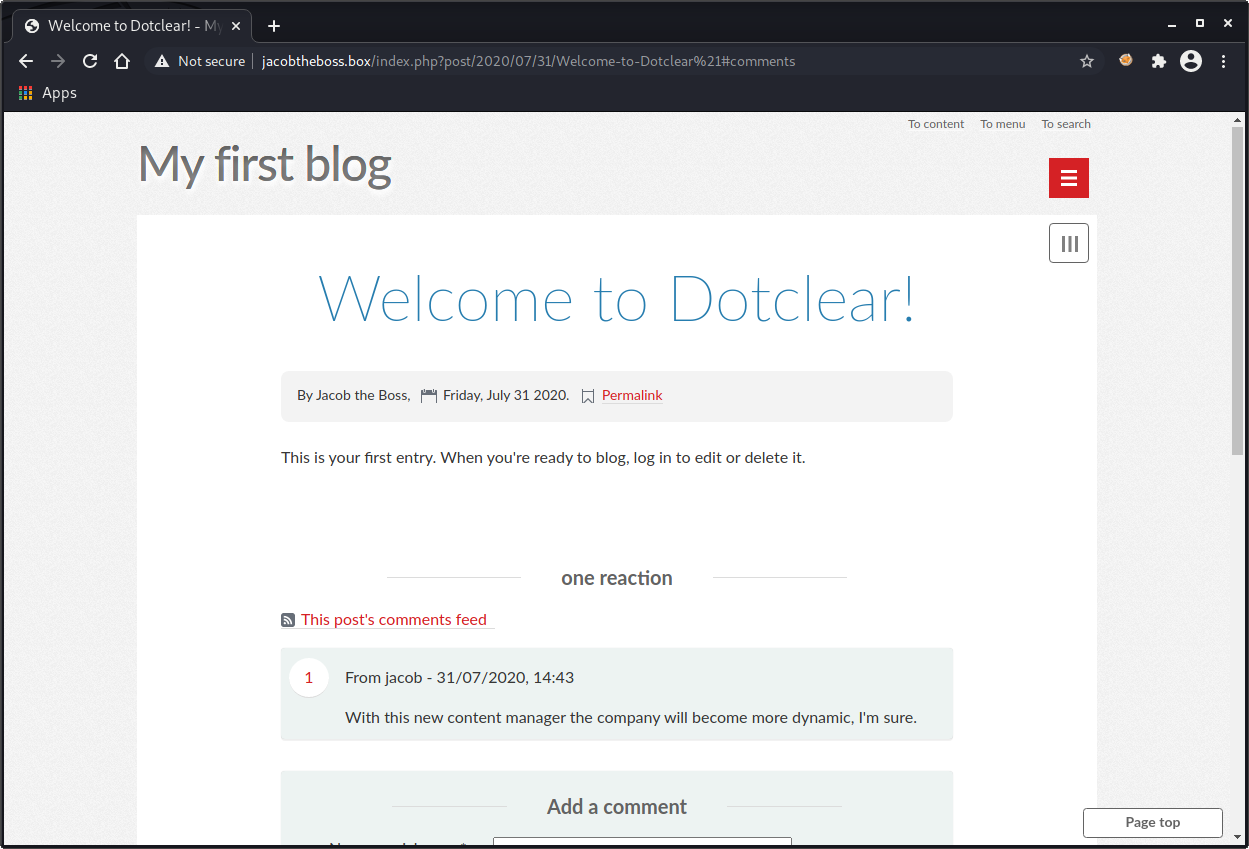 Welcome to Dotclear! - My
Not secure
jacobtheboss.box/index.php?post/2020/07/31/Welcome-to-Dotclear%21#comments
Apps
To content To menu To search
My first blog
Welcome to Dotclear!
By Jacob the Boss, Friday, July 31 2020. Permalink
This is your first entry. When you're ready to blog, log in to edit or delete it.
one reaction
This post's comments feed
1
From jacob - 31/07/2020, 14:43
With this new content manager the company will become more dynamic, I'm sure.
Add a comment
Page top